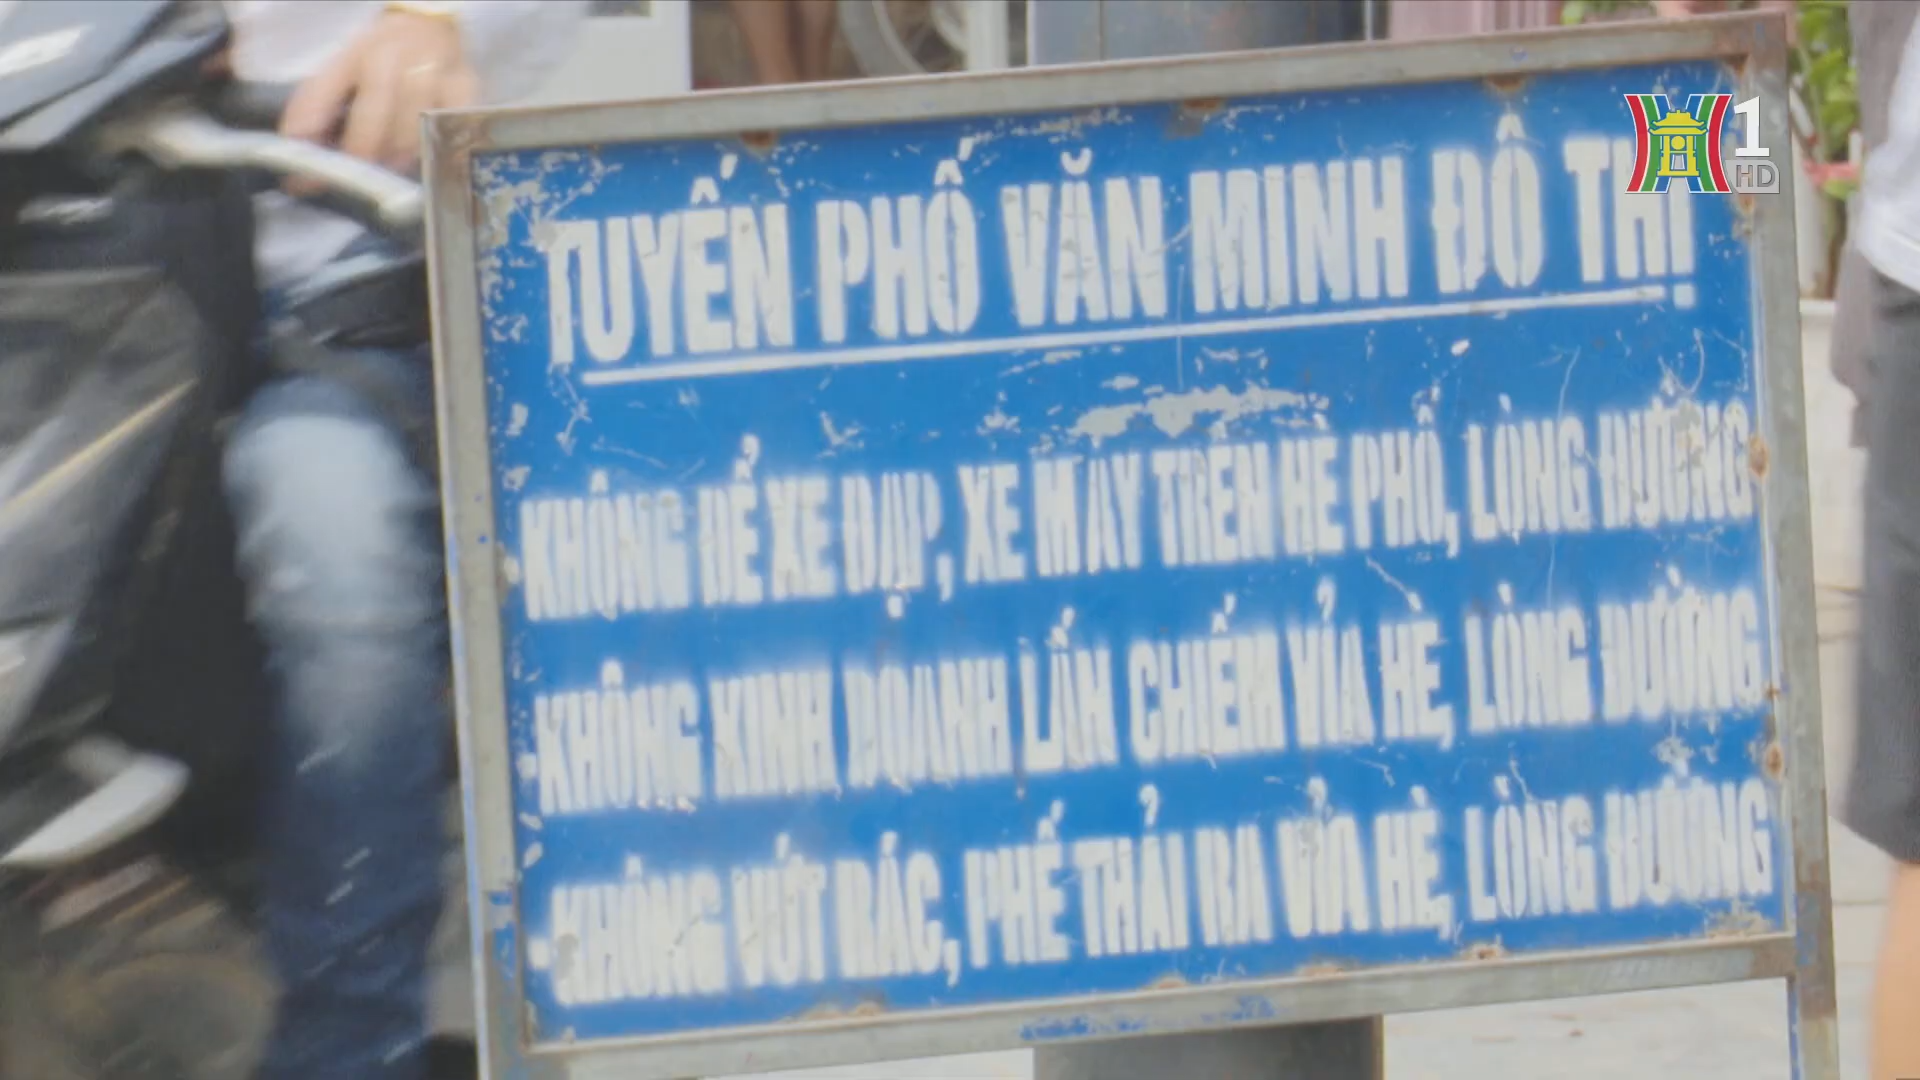 TUYẾN PHỐ VĂN MINH ĐÔ THỊ
KHÔNG ĐỂ XE ĐẠP, XE MÁY TRÊN HÈ PHỐ, LÒNG ĐƯỜNG
-KHÔNG KINH DOANH LẤN CHIẾM VỈA HÈ, LÒNG ĐƯỜNG
-KHÔNG VỨT RÁC, PHẾ THẢI RA VỈA HÈ, LÒNG ĐƯỜNG
H1
HD